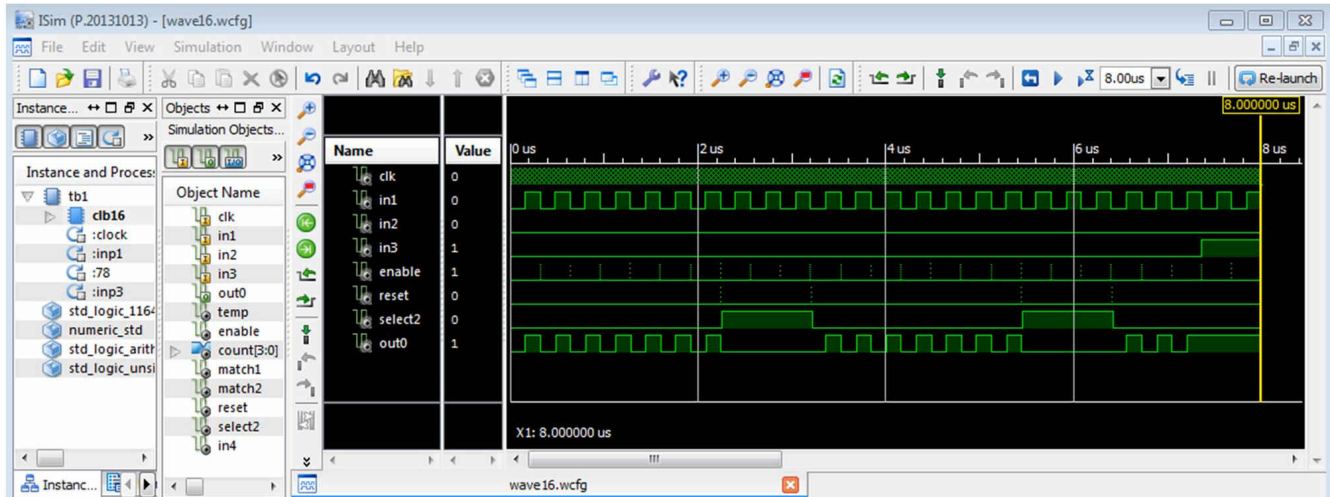 ISim (P.20131013) - [wave16.wcfg]
File Edit View Simulation Window Layout Help
8.00us Re-launch
Instance... Objects
Simulation Objects...
Instance and Process
tb1
clb16
:clock
:inp1
:78
:inp3
std_logic_1164
numeric_std
std_logic_arith
std_logic_unsi
Object Name
clk
in1
in2
in3
out0
temp
enable
count[3:0]
match1
match2
reset
select2
in4
Name Value
clk 0
in1 0
in2 0
in3 1
enable 1
reset 0
select2 0
out0 1
8.000000 us
0 us 2 us 4 us 6 us 8 us
X1: 8.000000 us
Instanc... wave16.wcfg